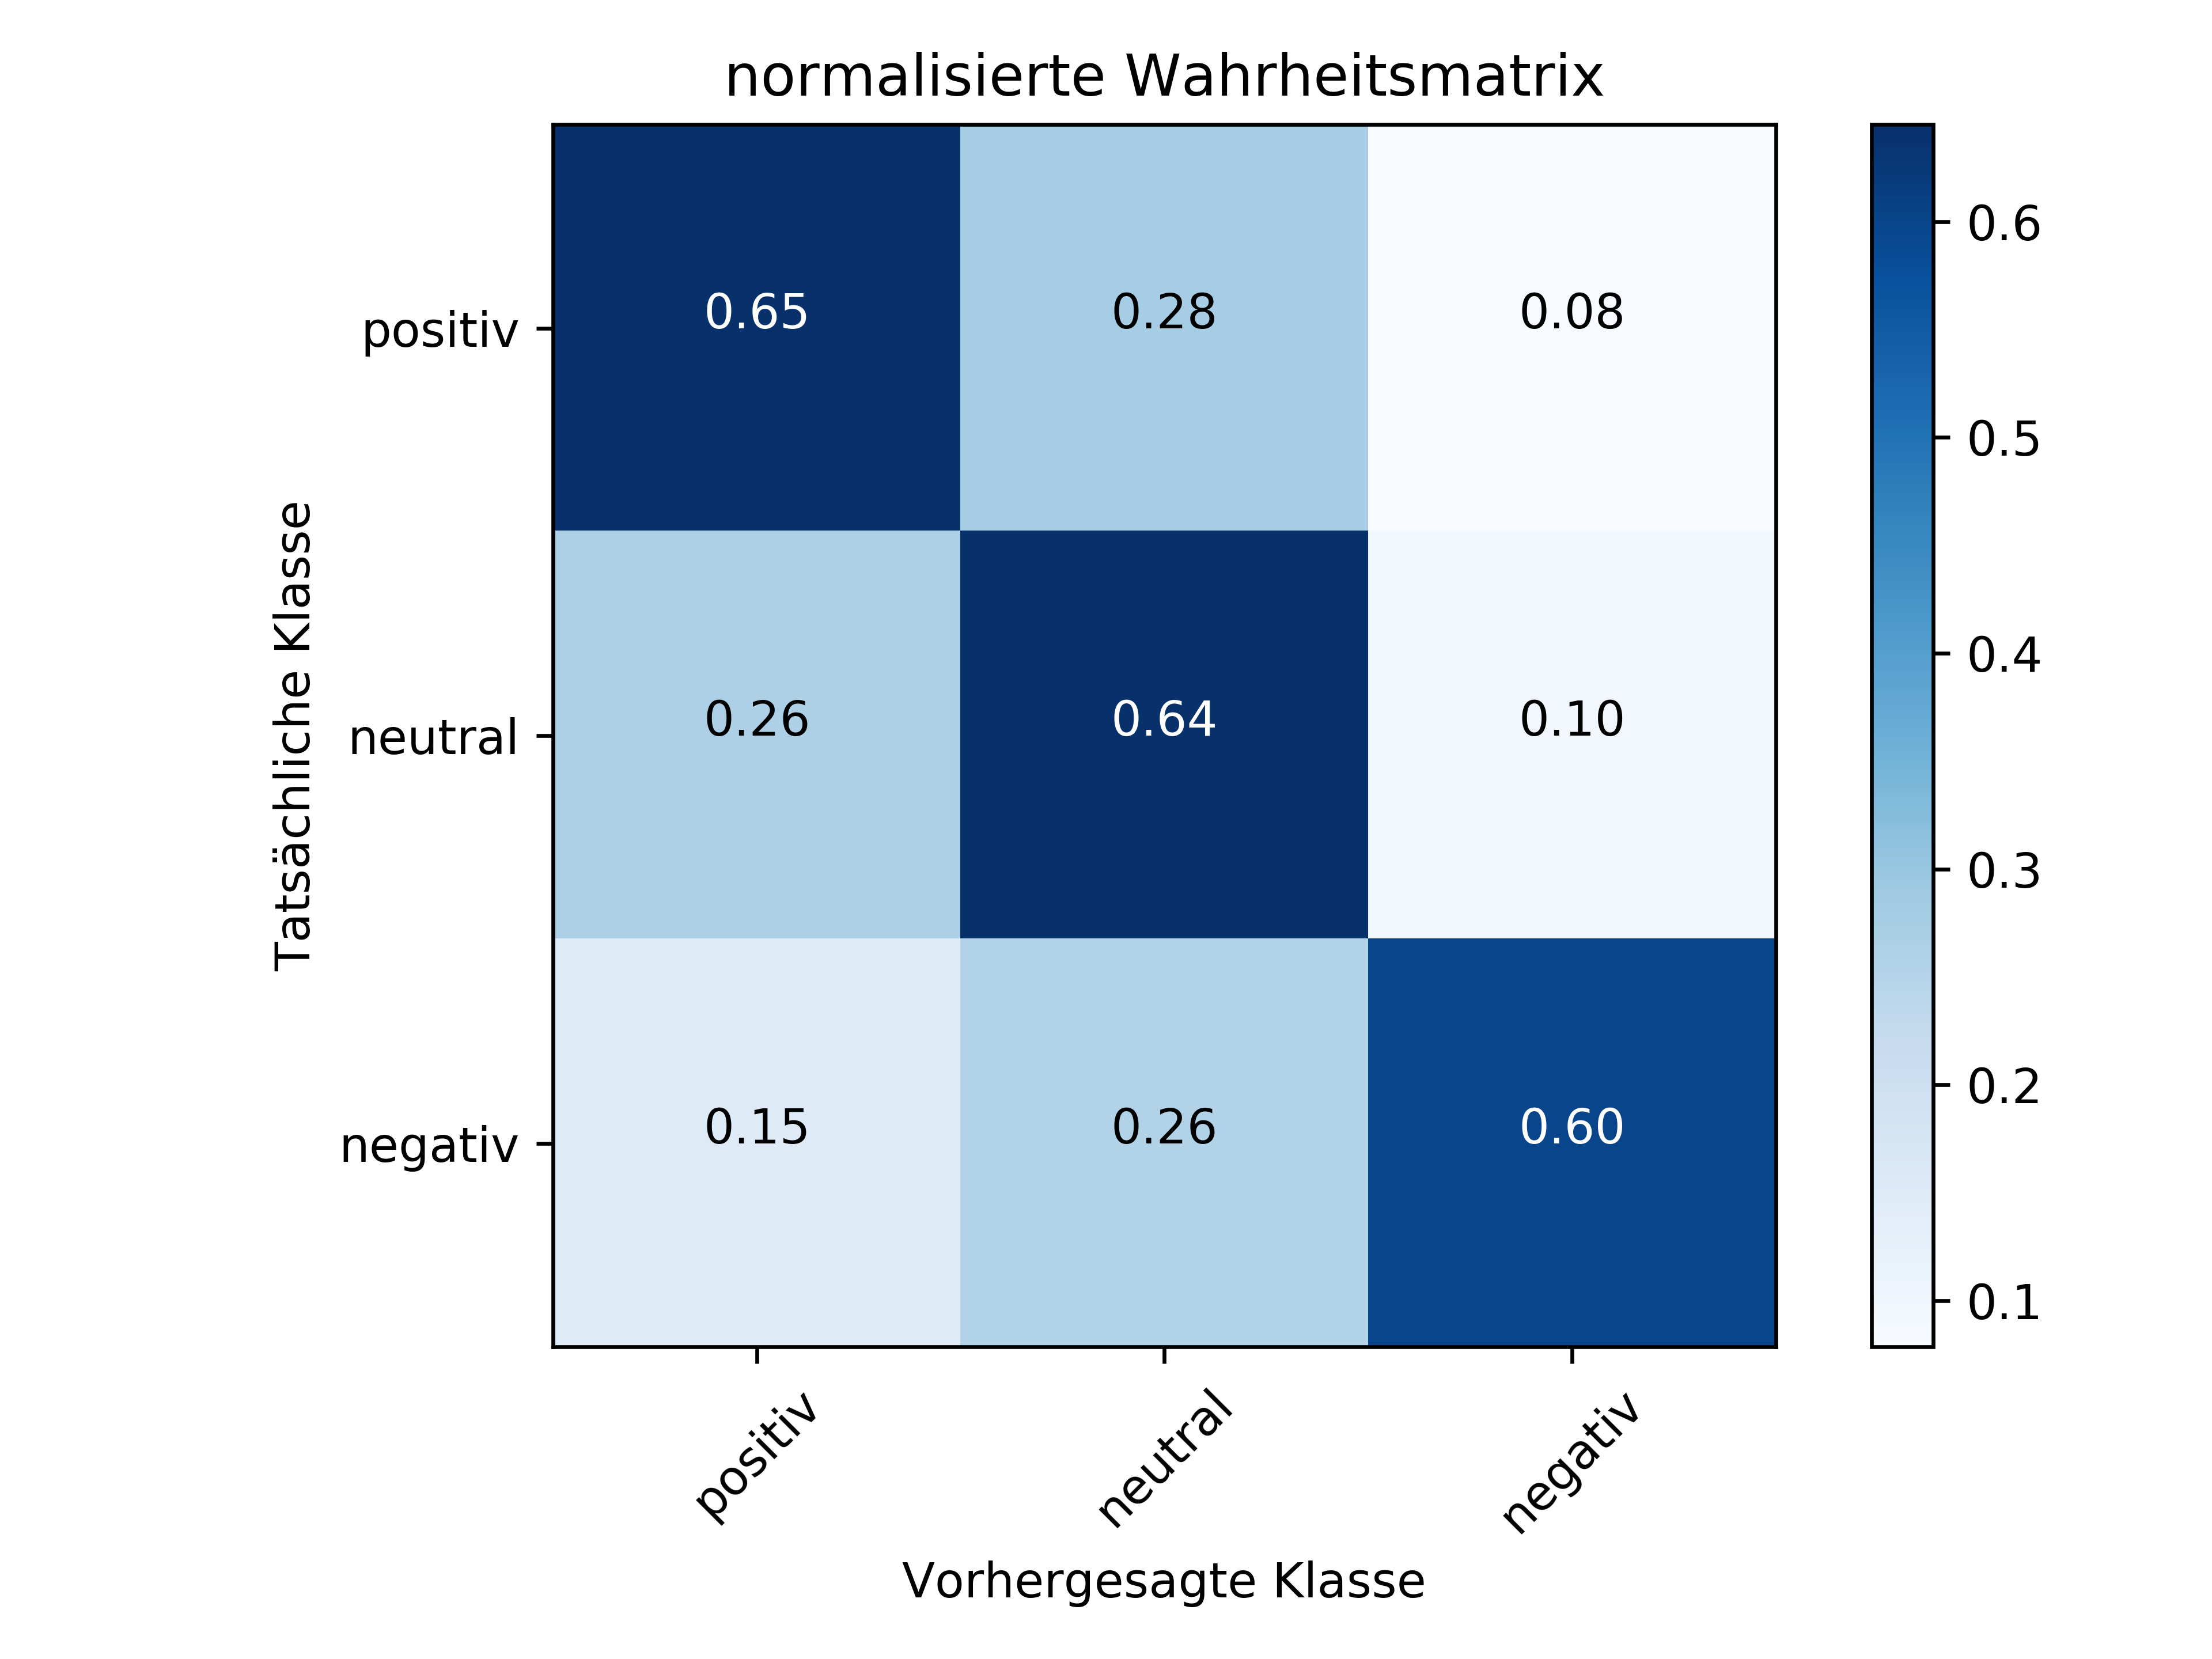 normalisierte Wahrheitsmatrix
Tatsächliche Klasse
positiv 0.65 0.28 0.08
neutral 0.26 0.64 0.10
negativ 0.15 0.26 0.60
positiv neutral negativ
Vorhergesagte Klasse
0.6
0.5
0.4
0.3
0.2
0.1